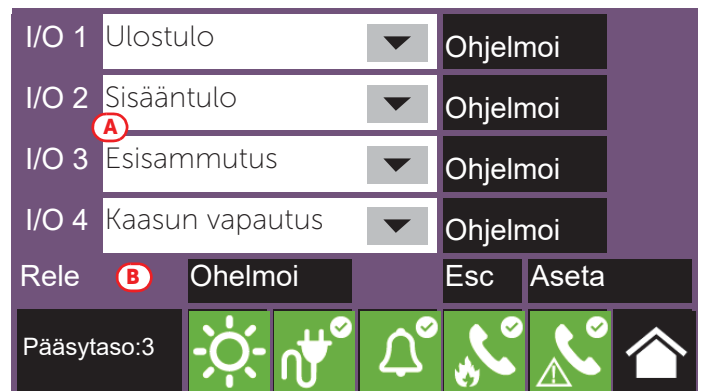 I/O 1 Ulostulo Ohjelmoi
I/O 2 Sisääntulo Ohjelmoi
A
I/O 3 Esisammutus Ohjelmoi
I/O 4 Kaasun vapautus Ohjelmoi
Rele B Ohelmoi Esc Aseta
Pääsytaso:3